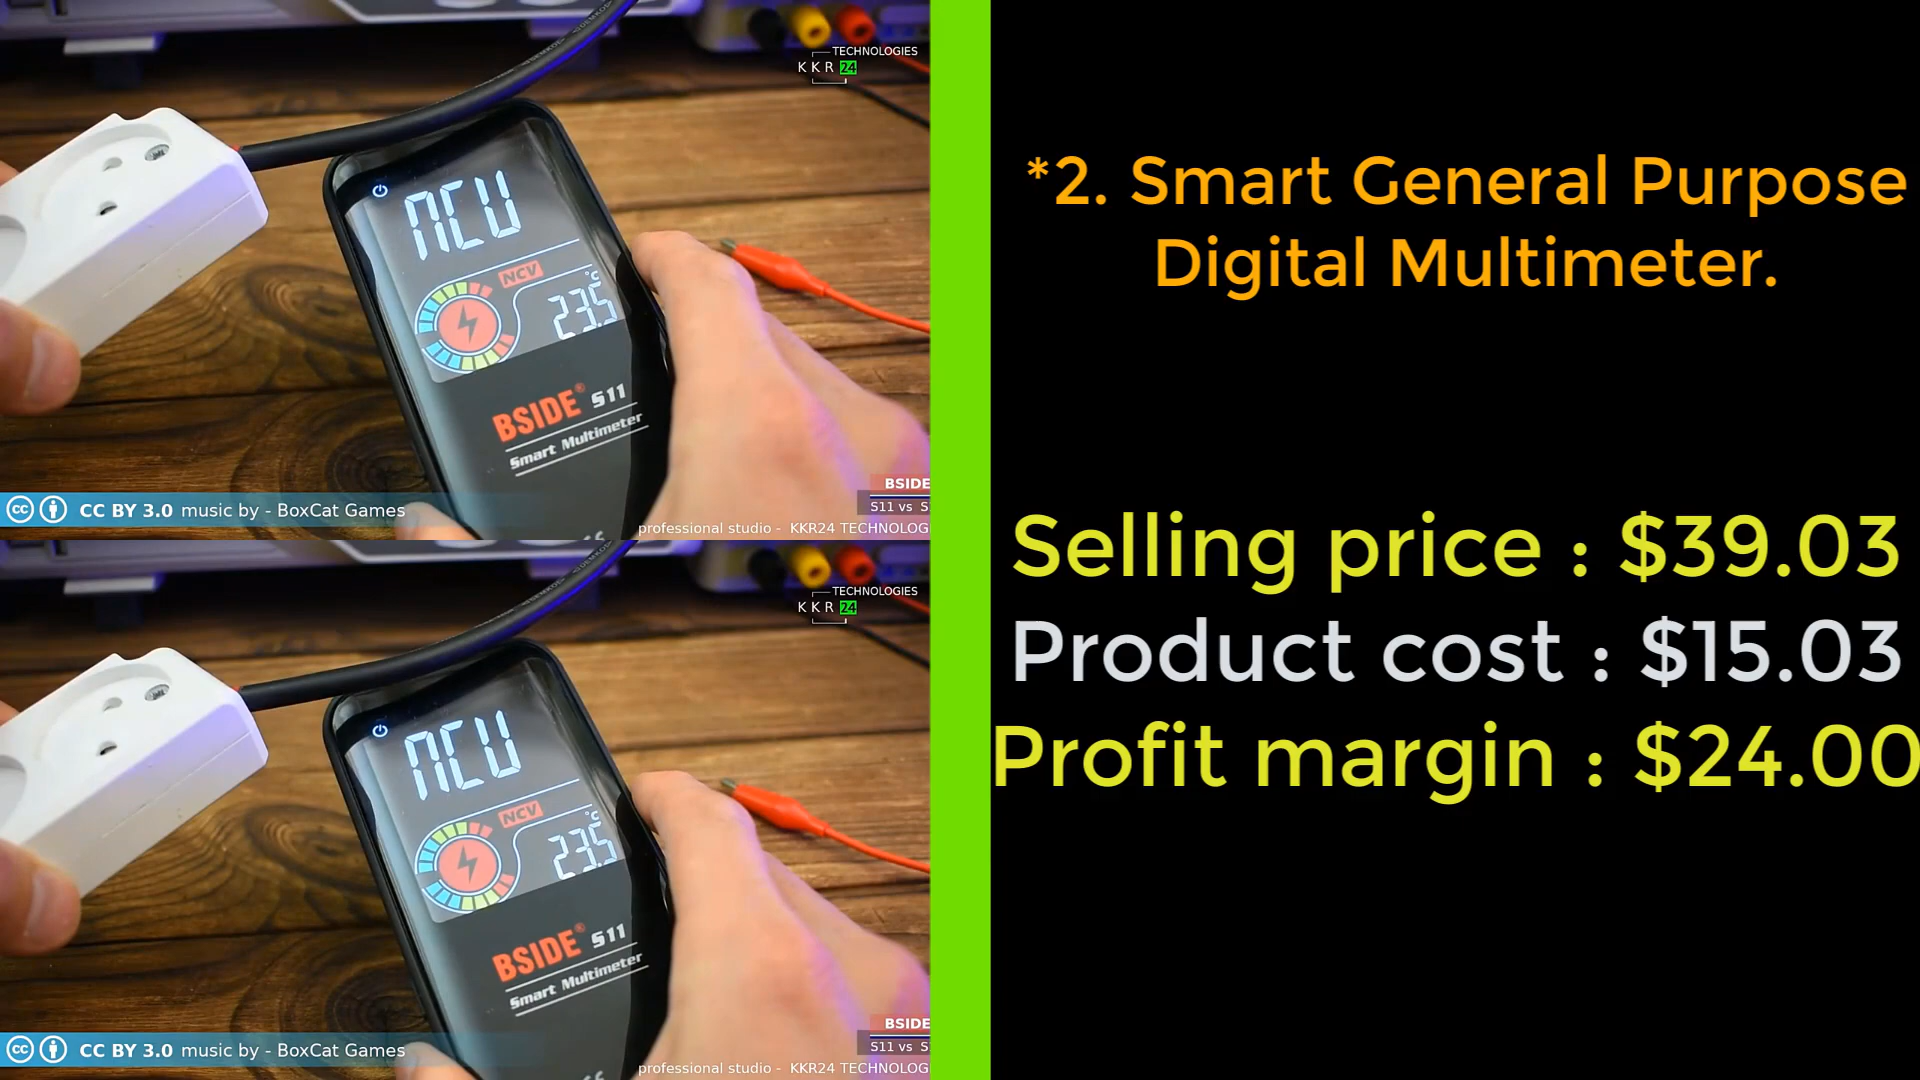 TECHNOLOGIES
KKR 24
NCV
NCV
23.5 °C
BSIDE® S11
Smart Multimeter
BSIDE
S11 vs S
CC BY 3.0 music by - BoxCat Games
professional studio - KKR24 TECHNOLOG
TECHNOLOGIES
KKR 24
NCV
NCV
23.5 °C
BSIDE® S11
Smart Multimeter
BSIDE
S11 vs S
CC BY 3.0 music by - BoxCat Games
professional studio - KKR24 TECHNOLOG
*2. Smart General Purpose
Digital Multimeter.
Selling price : $39.03
Product cost : $15.03
Profit margin : $24.00